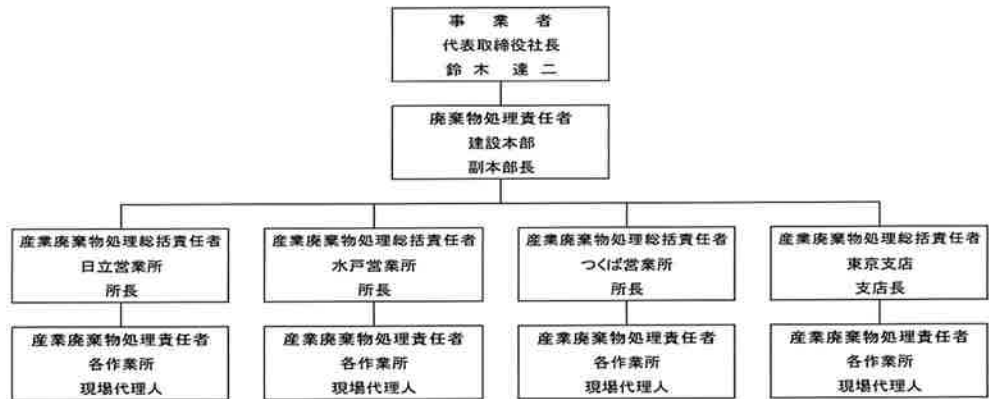 事 業 者
代表取締役社長
鈴 木 達 二
廃棄物処理責任者
建設本部
副本部長
産業廃棄物処理総括責任者
日立営業所
所長
産業廃棄物処理総括責任者
水戸営業所
所長
産業廃棄物処理総括責任者
つくば営業所
所長
産業廃棄物処理総括責任者
東京支店
支店長
産業廃棄物処理責任者
各作業所
現場代理人
産業廃棄物処理責任者
各作業所
現場代理人
産業廃棄物処理責任者
各作業所
現場代理人
産業廃棄物処理責任者
各作業所
現場代理人